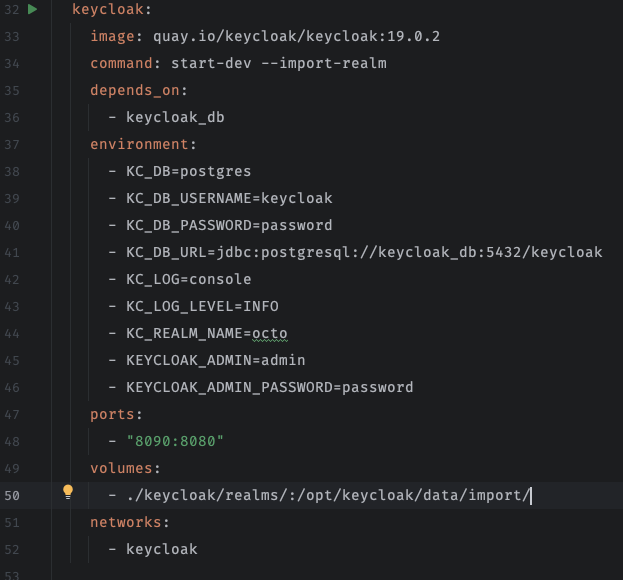 32 keycloak:
33 image: quay.io/keycloak/keycloak:19.0.2
34 command: start-dev --import-realm
35 depends_on:
36 - keycloak_db
37 environment:
38 - KC_DB=postgres
39 - KC_DB_USERNAME=keycloak
40 - KC_DB_PASSWORD=password
41 - KC_DB_URL=jdbc:postgresql://keycloak_db:5432/keycloak
42 - KC_LOG=console
43 - KC_LOG_LEVEL=INFO
44 - KC_REALM_NAME=octo
45 - KEYCLOAK_ADMIN=admin
46 - KEYCLOAK_ADMIN_PASSWORD=password
47 ports:
48 - "8090:8080"
49 volumes:
50 - ./keycloak/realms/:/opt/keycloak/data/import/
51 networks:
52 - keycloak
53